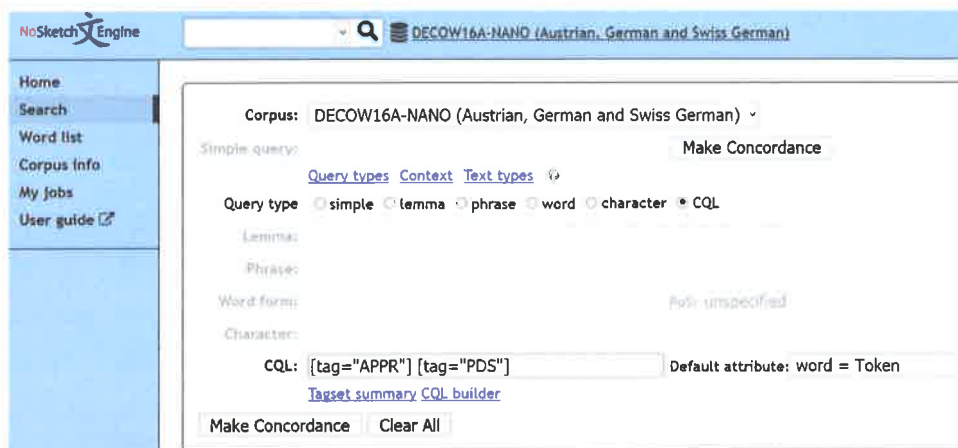 NoSketch Engine
DECOW16A-NANO (Austrian, German and Swiss German)
Home
Search
Word list
Corpus info
My jobs
User guide
Corpus: DECOW16A-NANO (Austrian, German and Swiss German)
Simple query: Make Concordance
Query types Context Text types
Query type simple lemma phrase word character CQL
Lemma:
Phrase:
Word form: PoS: unspecified
Character:
CQL: [tag="APPR"] [tag="PDS"] Default attribute: word = Token
Tagset summary CQL builder
Make Concordance Clear All